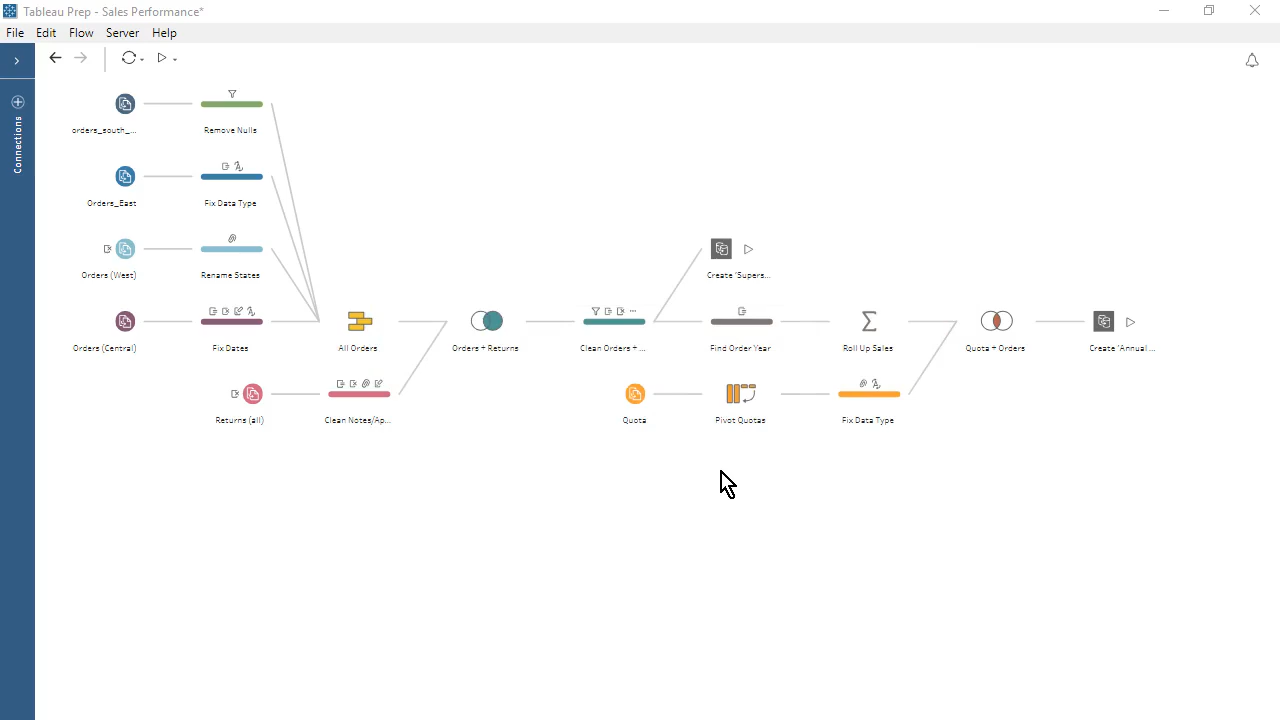 Tableau Prep - Sales Performance*
File Edit Flow Server Help
Connections
orders_south_... Remove Nulls
Orders_East Fix Data Type
Orders (West) Rename States Create 'Supers...
Orders (Central) Fix Dates All Orders Orders + Returns Clean Orders + ... Find Order Year Roll Up Sales Quota + Orders Create 'Annual ...
Returns (all) Clean Notes/Ap... Quota Pivot Quotas Fix Data Type